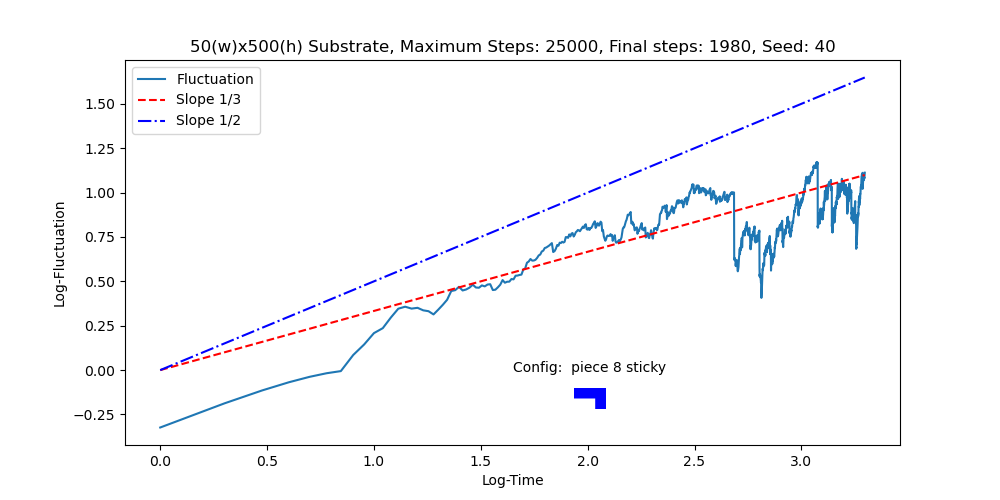 50(w)x500(h) Substrate, Maximum Steps: 25000, Final steps: 1980, Seed: 40
Fluctuation
Slope 1/3
Slope 1/2
1.50
1.25
1.00
0.75
0.50
0.25
0.00
−0.25
Log-Fluctuation
Config:  piece 8 sticky
0.0 0.5 1.0 1.5 2.0 2.5 3.0
Log-Time